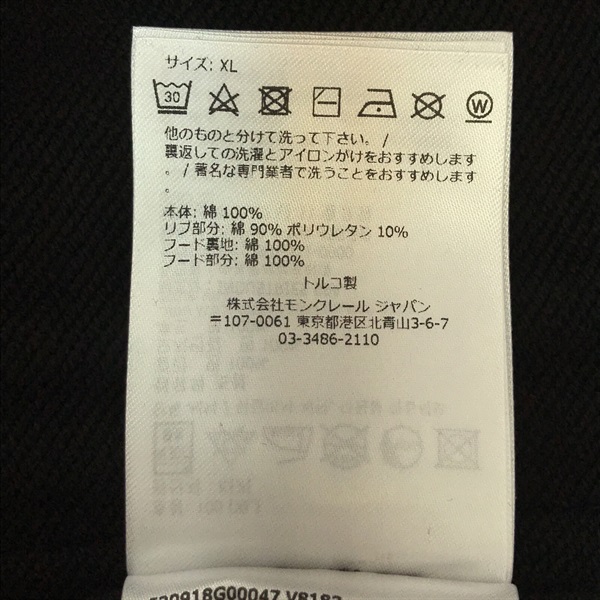 サイズ: XL
30
W
他のものと分けて洗って下さい。/
裏返しての洗濯とアイロンがけをおすすめします
。/ 著名な専門業者で洗うことをおすすめします
。
本体: 綿 100%
リブ部分: 綿 90% ポリウレタン 10%
フード裏地: 綿 100%
フード部分: 綿 100%
トルコ製
株式会社モンクレール ジャパン
〒107-0061 東京都港区北青山3-6-7
03-3486-2110